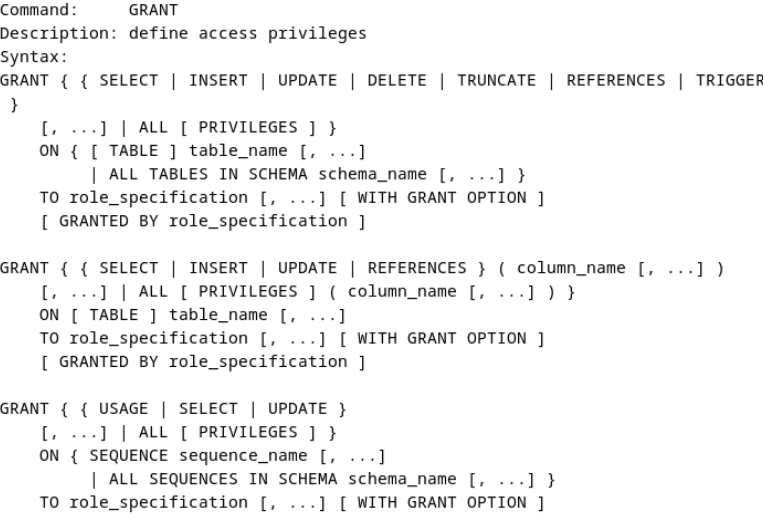 Command:     GRANT
Description: define access privileges
Syntax:
GRANT { { SELECT | INSERT | UPDATE | DELETE | TRUNCATE | REFERENCES | TRIGGER
 }
    [, ...] | ALL [ PRIVILEGES ] }
    ON { [ TABLE ] table_name [, ...]
         | ALL TABLES IN SCHEMA schema_name [, ...] }
    TO role_specification [, ...] [ WITH GRANT OPTION ]
    [ GRANTED BY role_specification ]

GRANT { { SELECT | INSERT | UPDATE | REFERENCES } ( column_name [, ...] )
    [, ...] | ALL [ PRIVILEGES ] ( column_name [, ...] ) }
    ON [ TABLE ] table_name [, ...]
    TO role_specification [, ...] [ WITH GRANT OPTION ]
    [ GRANTED BY role_specification ]

GRANT { { USAGE | SELECT | UPDATE }
    [, ...] | ALL [ PRIVILEGES ] }
    ON { SEQUENCE sequence_name [, ...]
         | ALL SEQUENCES IN SCHEMA schema_name [, ...] }
    TO role_specification [, ...] [ WITH GRANT OPTION ]